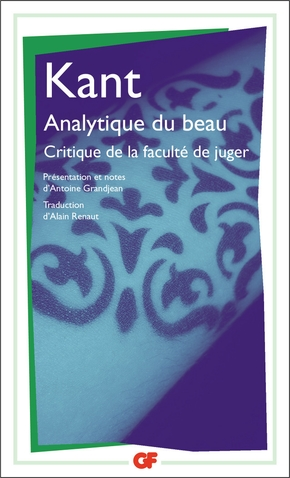 Kant
Analytique du beau
Critique de la faculté de juger
Présentation et notes
d'Antoine Grandjean
Traduction
d'Alain Renaut
GF